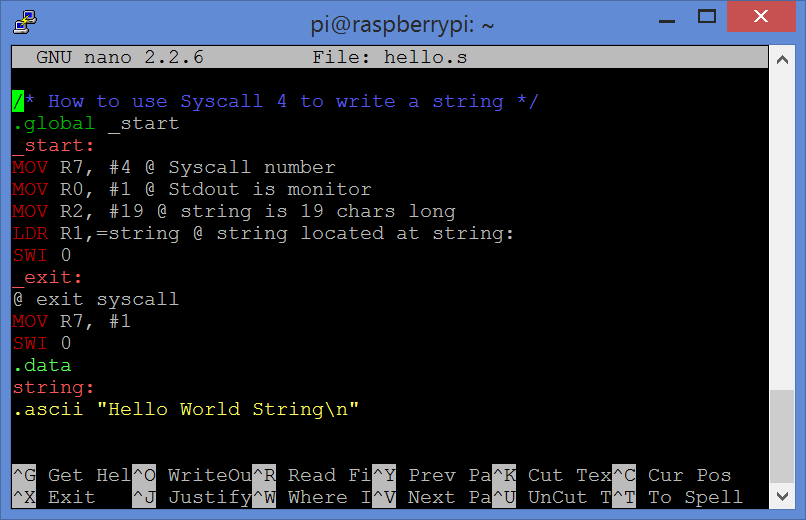 pi@raspberrypi: ~
GNU nano 2.2.6 File: hello.s
/* How to use Syscall 4 to write a string */
.global _start
_start:
MOV R7, #4 @ Syscall number
MOV R0, #1 @ Stdout is monitor
MOV R2, #19 @ string is 19 chars long
LDR R1,=string @ string located at string:
SWI 0
_exit:
@ exit syscall
MOV R7, #1
SWI 0
.data
string:
.ascii "Hello World String\n"
^G Get Hel^O WriteOu^R Read Fi^Y Prev Pa^K Cut Tex^C Cur Pos
^X Exit ^J Justify^W Where I^V Next Pa^U UnCut T^T To Spell